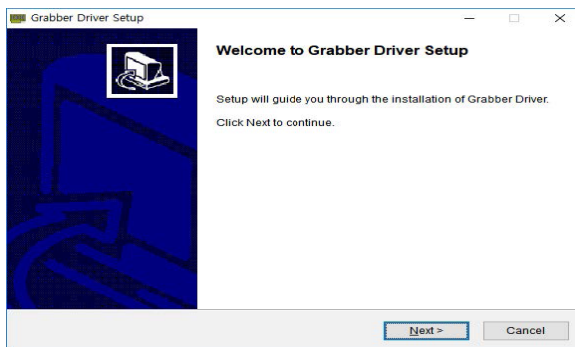 Grabber Driver Setup
Welcome to Grabber Driver Setup
Setup will guide you through the installation of Grabber Driver.
Click Next to continue.
Next >
Cancel